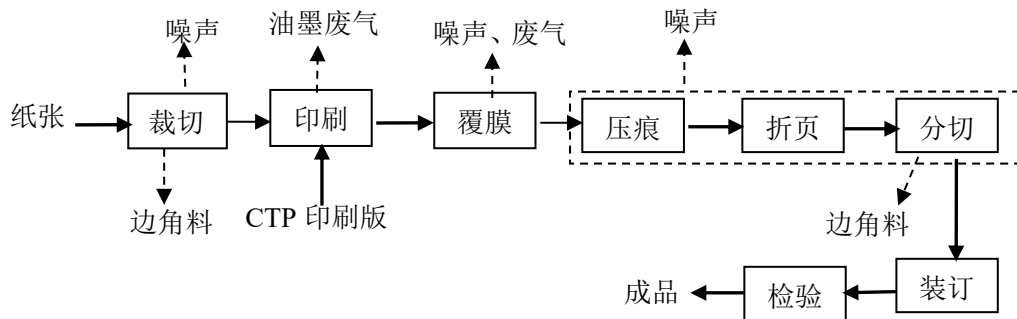 噪声
油墨废气
噪声、废气
噪声
纸张
裁切
印刷
覆膜
压痕
折页
分切
边角料
CTP 印刷版
边角料
成品
检验
装订